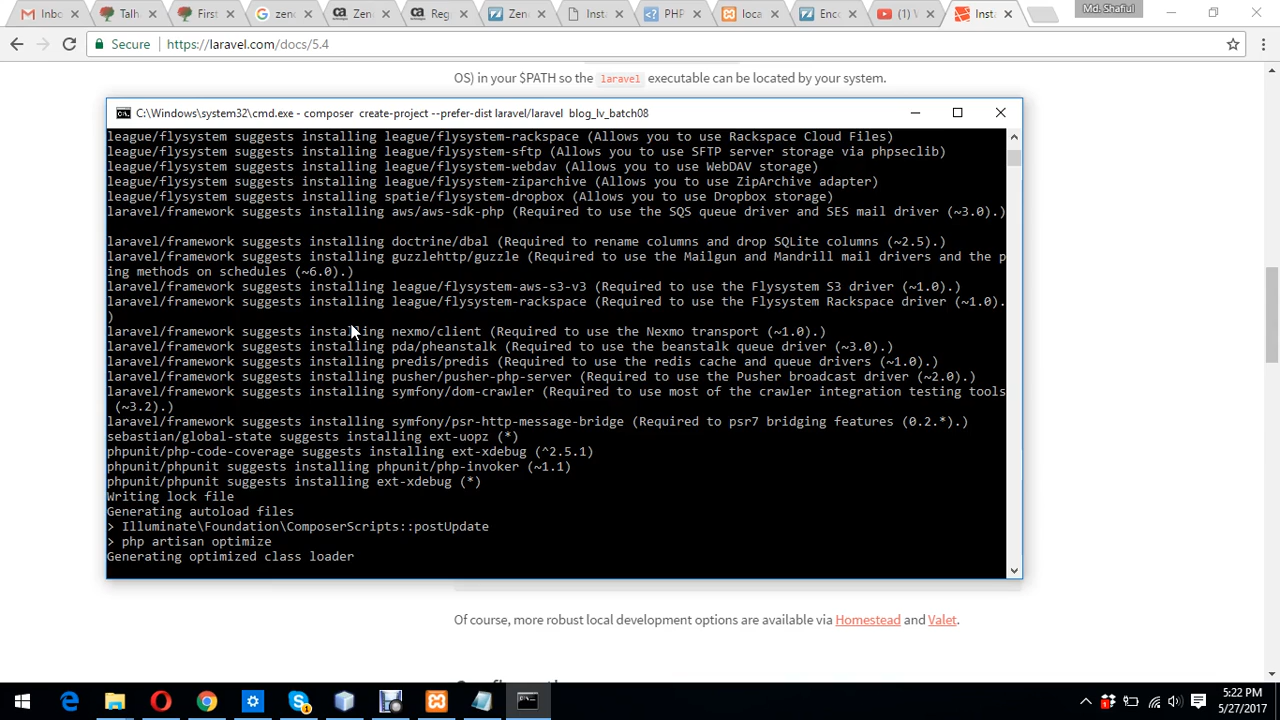 Inbo
Talh
First
zenc
Zend
Reg
Zend
Insta
PHP
loca
Enco
(1) V
Insta
Md. Shafiul
Secure
https://laravel.com/docs/5.4
OS) in your $PATH so the laravel executable can be located by your system.
C:\Windows\system32\cmd.exe - composer create-project --prefer-dist laravel/laravel blog_lv_batch08
league/flysystem suggests installing league/flysystem-rackspace (Allows you to use Rackspace Cloud Files)
league/flysystem suggests installing league/flysystem-sftp (Allows you to use SFTP server storage via phpseclib)
league/flysystem suggests installing league/flysystem-webdav (Allows you to use WebDAV storage)
league/flysystem suggests installing league/flysystem-ziparchive (Allows you to use ZipArchive adapter)
league/flysystem suggests installing spatie/flysystem-dropbox (Allows you to use Dropbox storage)
laravel/framework suggests installing aws/aws-sdk-php (Required to use the SQS queue driver and SES mail driver (~3.0).)
laravel/framework suggests installing doctrine/dbal (Required to rename columns and drop SQLite columns (~2.5).)
laravel/framework suggests installing guzzlehttp/guzzle (Required to use the Mailgun and Mandrill mail drivers and the p
ing methods on schedules (~6.0).)
laravel/framework suggests installing league/flysystem-aws-s3-v3 (Required to use the Flysystem S3 driver (~1.0).)
laravel/framework suggests installing league/flysystem-rackspace (Required to use the Flysystem Rackspace driver (~1.0).
)
laravel/framework suggests installing nexmo/client (Required to use the Nexmo transport (~1.0).)
laravel/framework suggests installing pda/pheanstalk (Required to use the beanstalk queue driver (~3.0).)
laravel/framework suggests installing predis/predis (Required to use the redis cache and queue drivers (~1.0).)
laravel/framework suggests installing pusher/pusher-php-server (Required to use the Pusher broadcast driver (~2.0).)
laravel/framework suggests installing symfony/dom-crawler (Required to use most of the crawler integration testing tools
(~3.2).)
laravel/framework suggests installing symfony/psr-http-message-bridge (Required to psr7 bridging features (0.2.*).)
sebastian/global-state suggests installing ext-uopz (*)
phpunit/php-code-coverage suggests installing ext-xdebug (^2.5.1)
phpunit/phpunit suggests installing phpunit/php-invoker (~1.1)
phpunit/phpunit suggests installing ext-xdebug (*)
Writing lock file
Generating autoload files
> Illuminate\Foundation\ComposerScripts::postUpdate
> php artisan optimize
Generating optimized class loader
Of course, more robust local development options are available via Homestead and Valet.
5:22 PM
5/27/2017